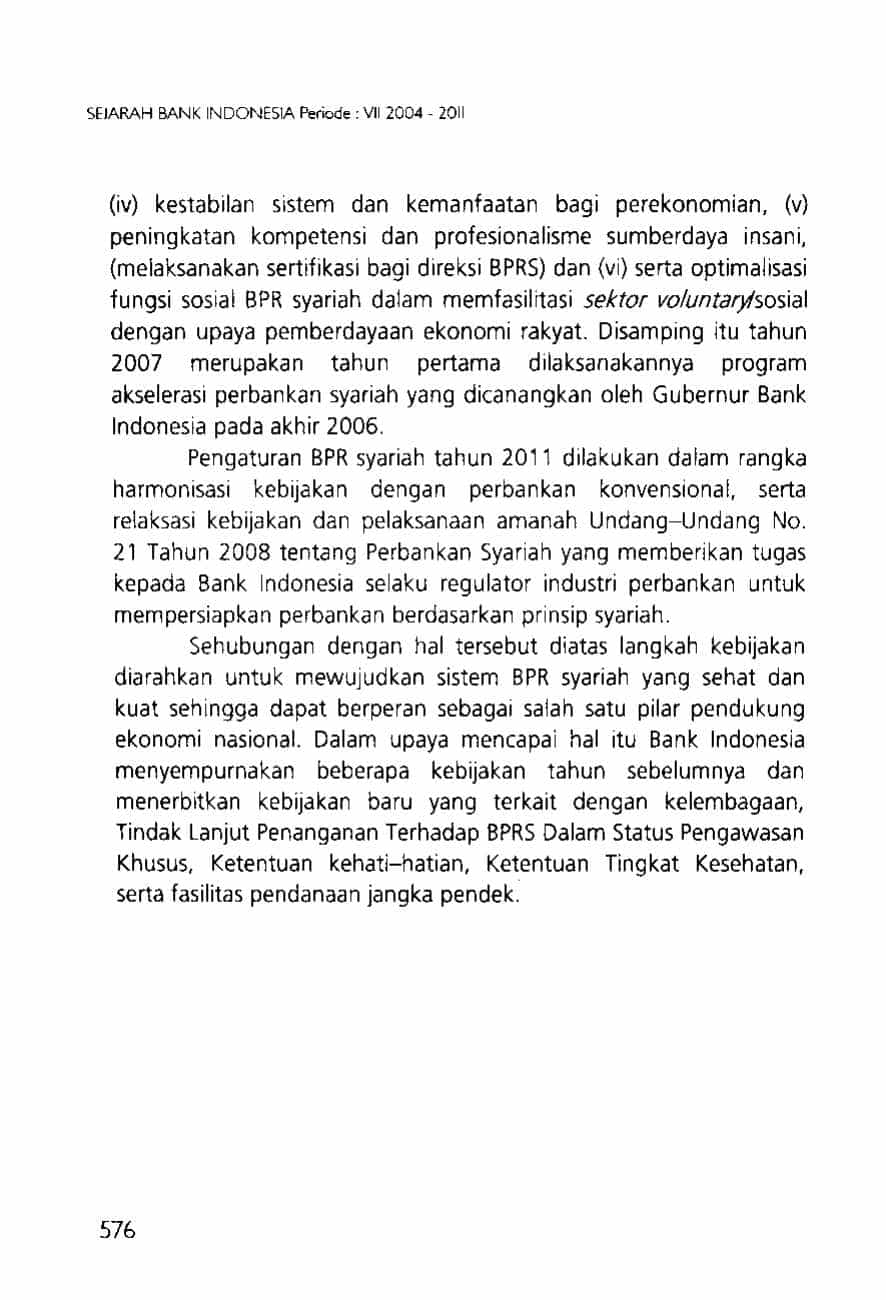 SEJARAH BANK INDONESIA Periode : VII 2004 - 2011
(iv) kestabilan sistem dan kemanfaatan bagi perekonomian, (v)
peningkatan kompetensi dan profesionalisme sumberdaya insani,
(melaksanakan sertifikasi bagi direksi BPRS) dan (vi) serta optimalisasi
fungsi sosial BPR syariah dalam memfasilitasi sektor voluntary/sosial
dengan upaya pemberdayaan ekonomi rakyat. Disamping itu tahun
2007 merupakan tahun pertama dilaksanakannya program
akselerasi perbankan syariah yang dicanangkan oleh Gubernur Bank
Indonesia pada akhir 2006.
Pengaturan BPR syariah tahun 2011 dilakukan dalam rangka
harmonisasi kebijakan dengan perbankan konvensional, serta
relaksasi kebijakan dan pelaksanaan amanah Undang–Undang No.
21 Tahun 2008 tentang Perbankan Syariah yang memberikan tugas
kepada Bank Indonesia selaku regulator industri perbankan untuk
mempersiapkan perbankan berdasarkan prinsip syariah.
Sehubungan dengan hal tersebut diatas langkah kebijakan
diarahkan untuk mewujudkan sistem BPR syariah yang sehat dan
kuat sehingga dapat berperan sebagai salah satu pilar pendukung
ekonomi nasional. Dalam upaya mencapai hal itu Bank Indonesia
menyempurnakan beberapa kebijakan tahun sebelumnya dan
menerbitkan kebijakan baru yang terkait dengan kelembagaan,
Tindak Lanjut Penanganan Terhadap BPRS Dalam Status Pengawasan
Khusus, Ketentuan kehati–hatian, Ketentuan Tingkat Kesehatan,
serta fasilitas pendanaan jangka pendek.
576